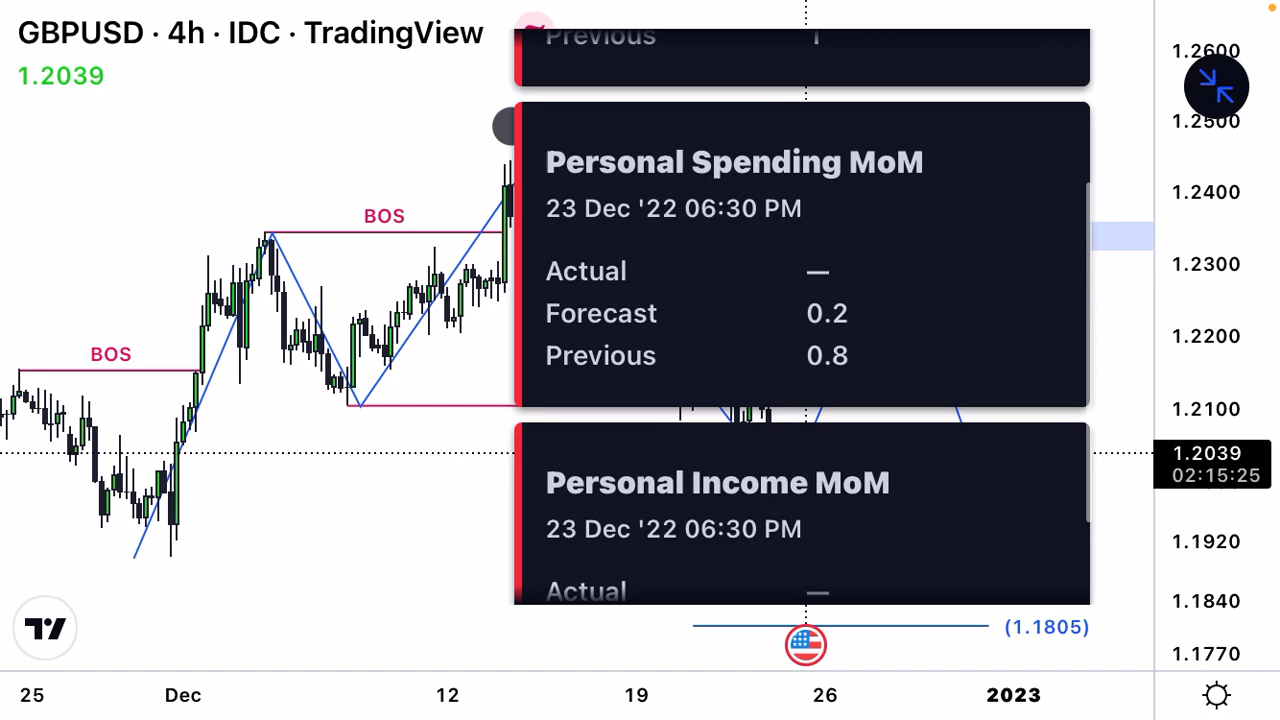 GBPUSD · 4h · IDC · TradingView
1.2039
Previous
BOS
BOS
Personal Spending MoM
23 Dec '22 06:30 PM
Actual —
Forecast 0.2
Previous 0.8
Personal Income MoM
23 Dec '22 06:30 PM
Actual —
(1.1805)
1.2600
1.2500
1.2400
1.2300
1.2200
1.2100
1.2039
02:15:25
1.1920
1.1840
1.1770
25 Dec 12 19 26 2023